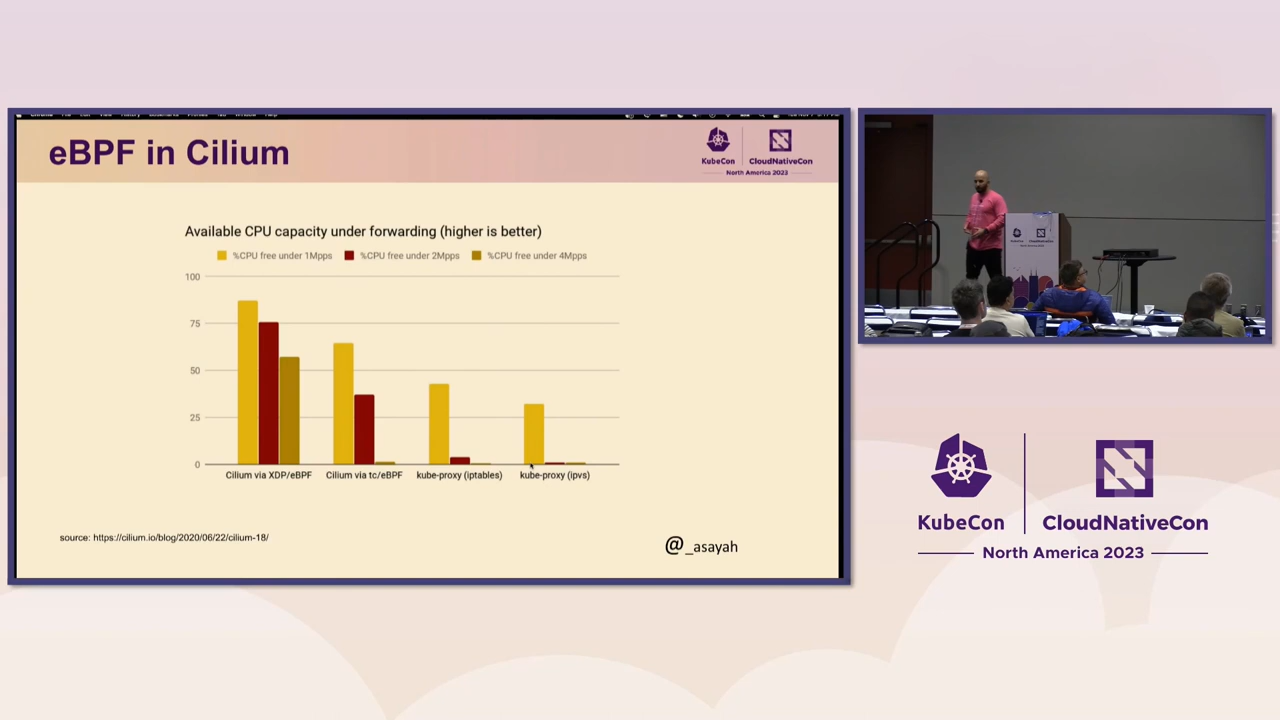 eBPF in Cilium
KubeCon
CloudNativeCon
North America 2023
Available CPU capacity under forwarding (higher is better)
%CPU free under 1Mpps
%CPU free under 2Mpps
%CPU free under 4Mpps
100
75
50
25
0
Cilium via XDP/eBPF
Cilium via tc/eBPF
kube-proxy (iptables)
kube-proxy (ipvs)
source: https://cilium.io/blog/2020/06/22/cilium-18/
@_asayah
KubeCon
CloudNativeCon
North America 2023